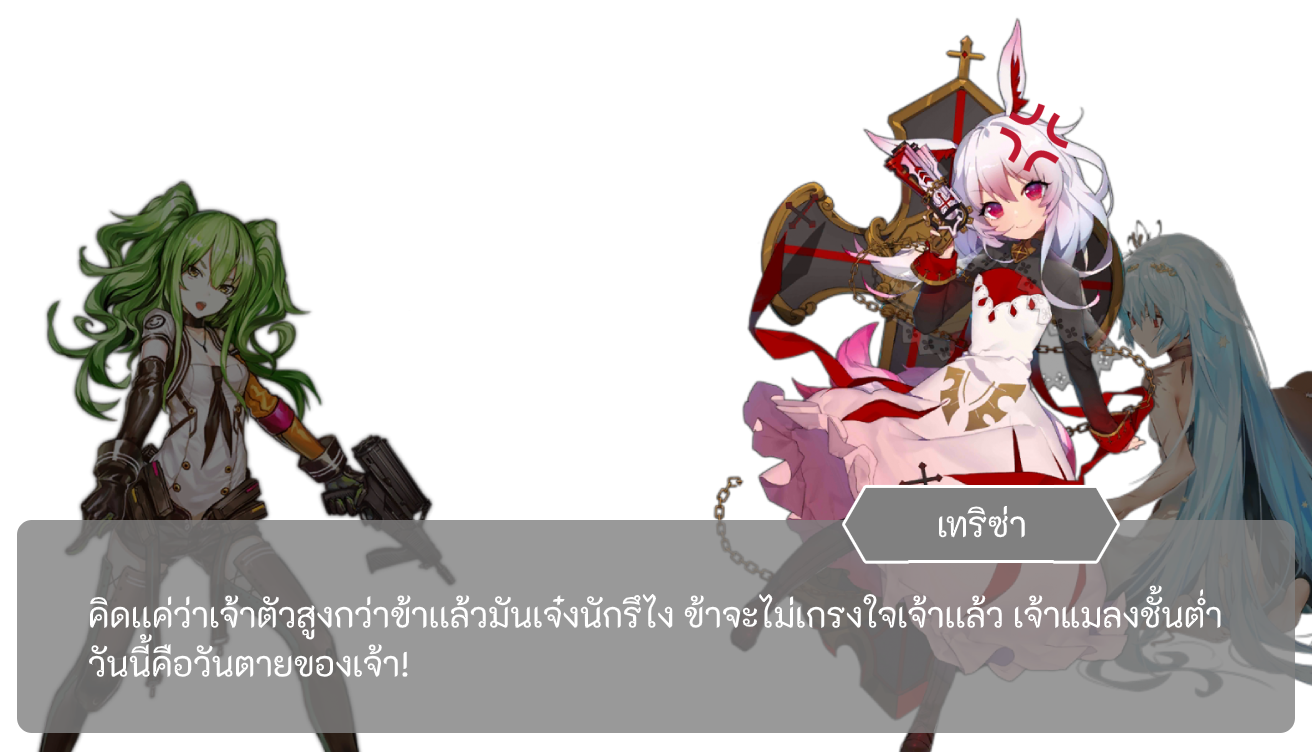 เทริซ่า
คิดแค่ว่าเจ้าตัวสูงกว่าข้าแล้วมันเจ๋งนักรึไง ข้าจะไม่เกรงใจเจ้าแล้ว เจ้าแมลงชั้นต่ำ
วันนี้คือวันตายของเจ้า!